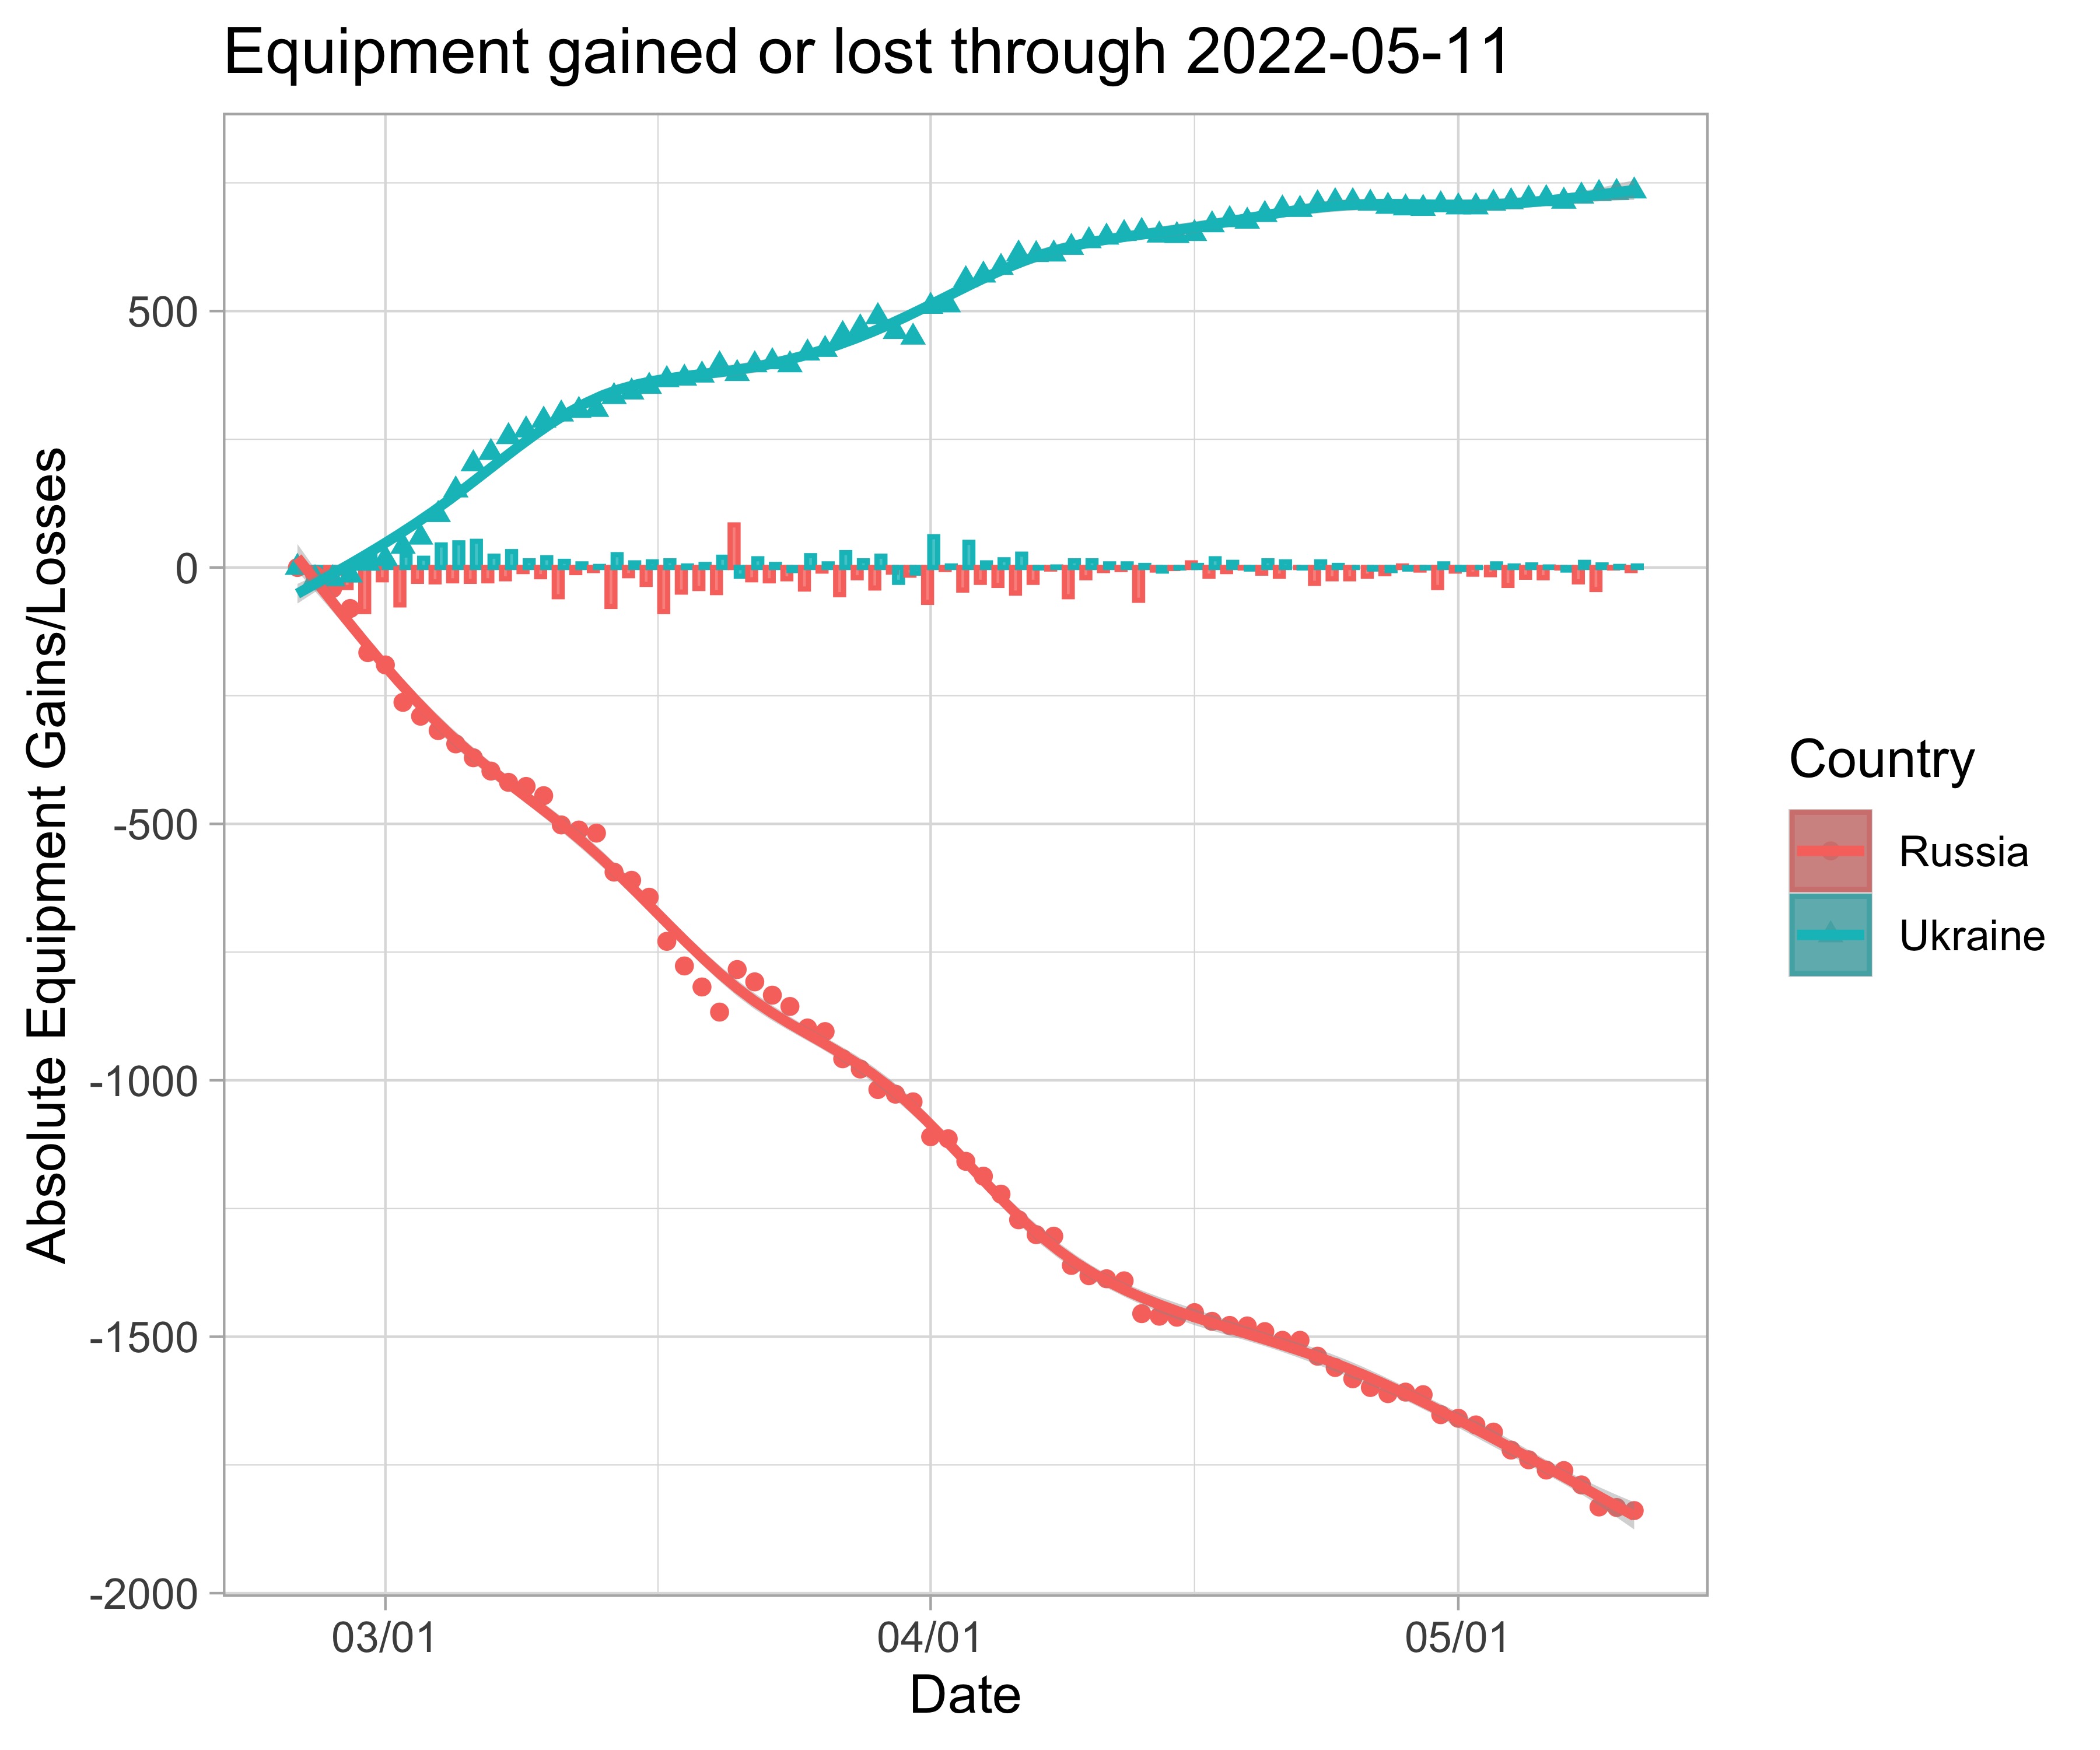 Equipment gained or lost through 2022-05-11
Absolute Equipment Gains/Losses
500
0
-500
-1000
-1500
-2000
03/01
04/01
05/01
Date
Country
Russia
Ukraine